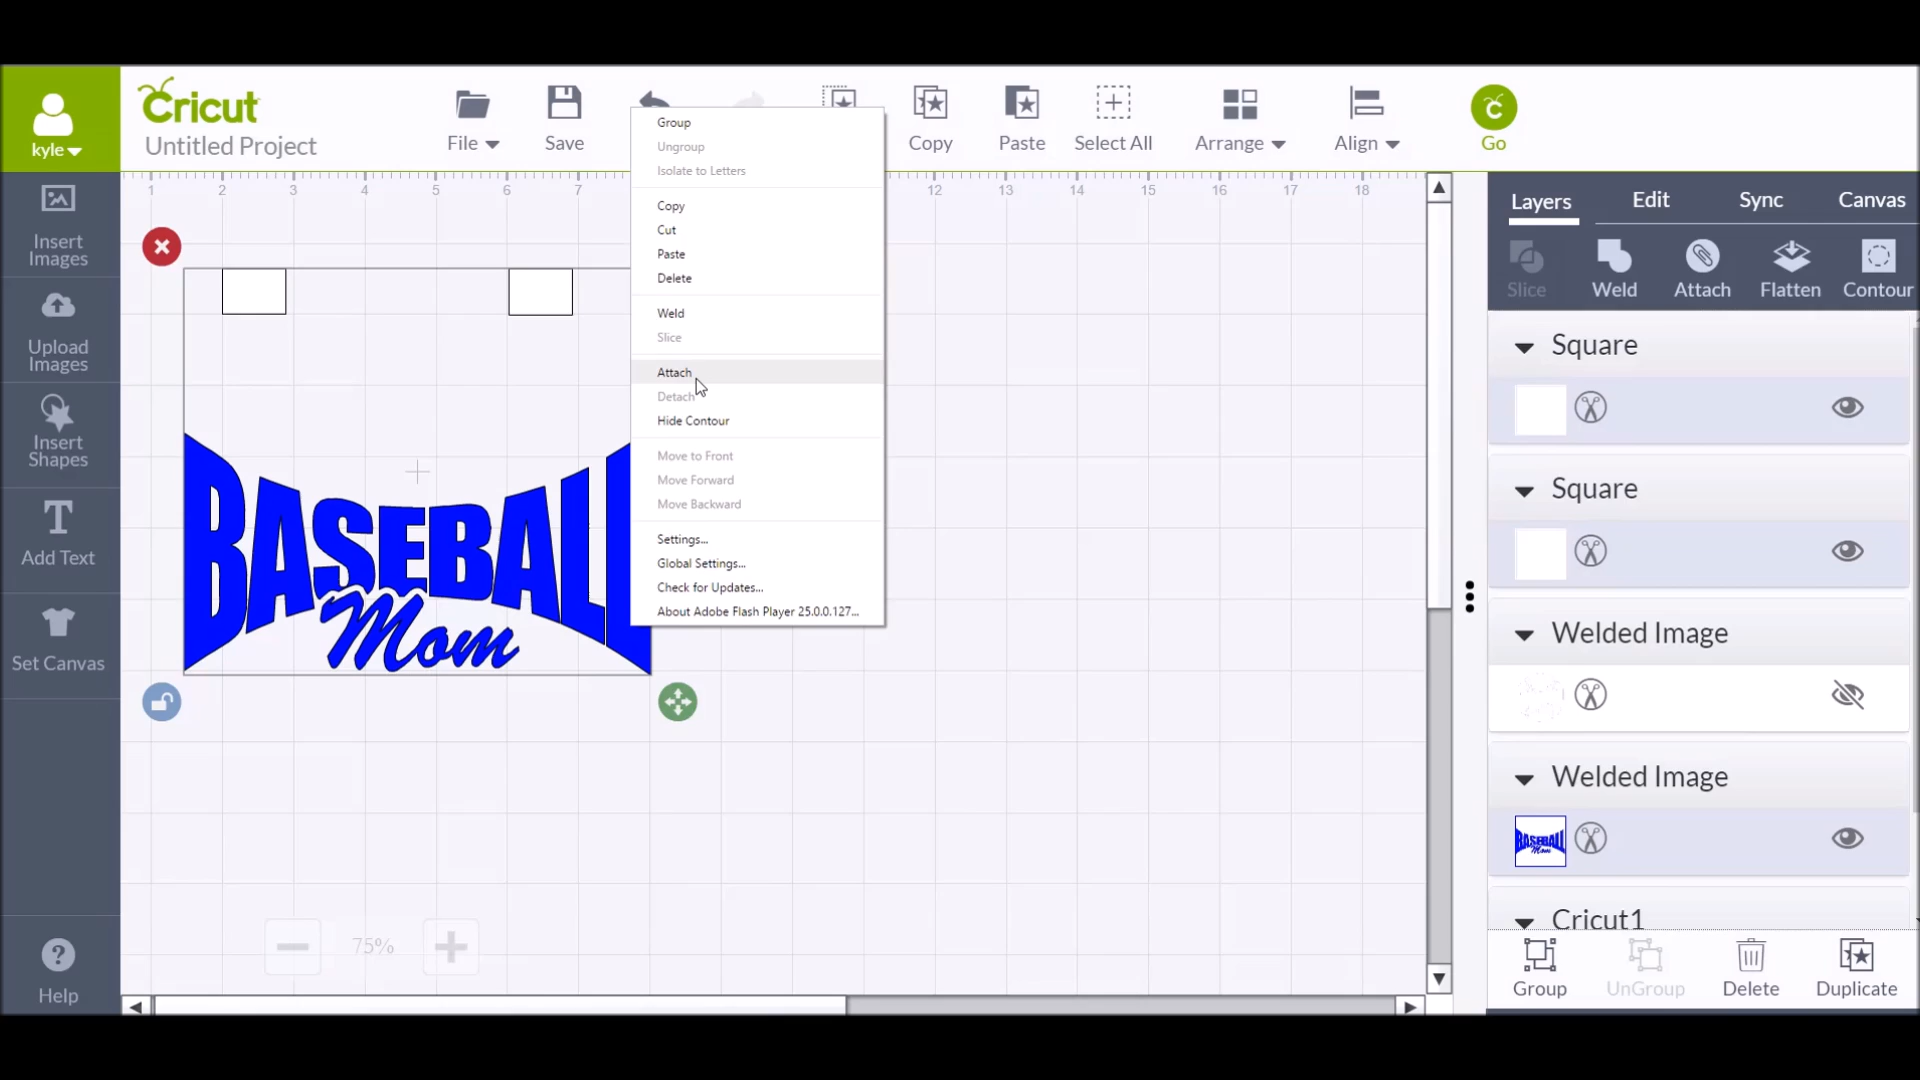 kyle
Cricut
Untitled Project
File
Save
Copy
Paste
Select All
Arrange
Align
Go
1 2 3 4 5 6 7 12 13 14 15 16 17 18
Insert
Images
Upload
Images
Insert
Shapes
Add Text
Set Canvas
Help
BASEBALL
Mom
75%
Group
Ungroup
Isolate to Letters
Copy
Cut
Paste
Delete
Weld
Slice
Attach
Detach
Hide Contour
Move to Front
Move Forward
Move Backward
Settings...
Global Settings...
Check for Updates...
About Adobe Flash Player 25.0.0.127...
Layers Edit Sync Canvas
Slice Weld Attach Flatten Contour
Square
Square
Welded Image
Welded Image
BASEBALL
Mom
Cricut1
Group UnGroup Delete Duplicate